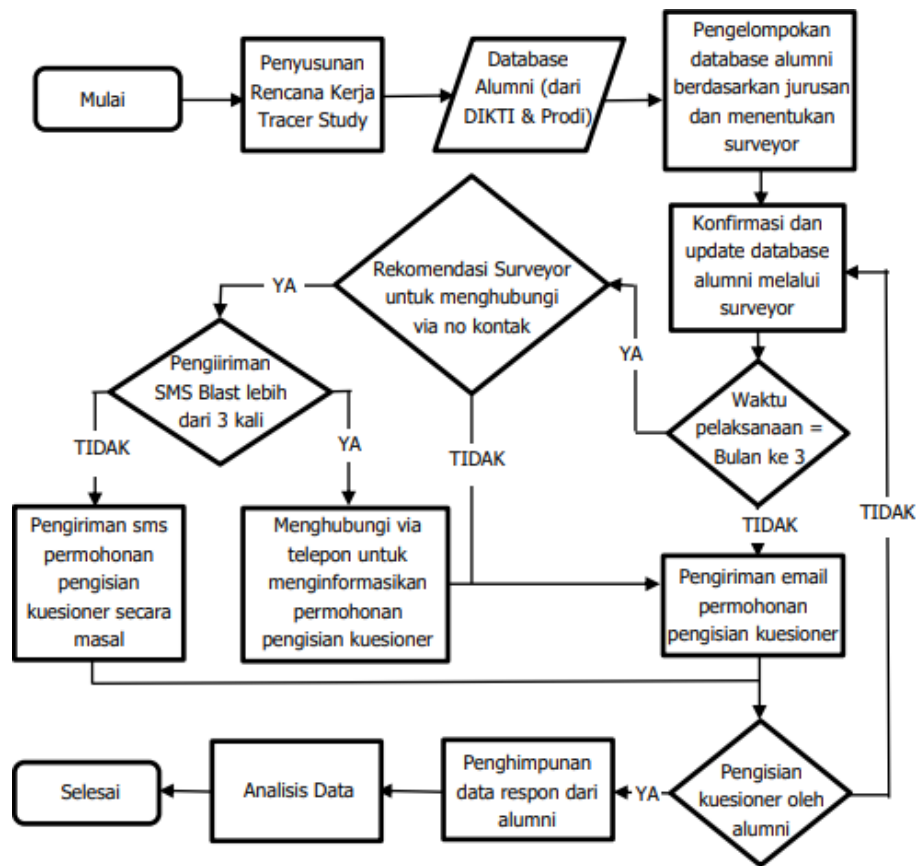 Mulai
Penyusunan
Rencana Kerja
Tracer Study
Database
Alumni (dari
DIKTI & Prodi)
Pengelompokan
database alumni
berdasarkan jurusan
dan menentukan
surveyor
Konfirmasi dan
update database
alumni melalui
surveyor
Waktu
pelaksanaan =
Bulan ke 3
YA
TIDAK
Rekomendasi Surveyor
untuk menghubungi
via no kontak
YA
TIDAK
Pengiiriman
SMS Blast lebih
dari 3 kali
TIDAK
YA
Pengiriman sms
permohonan
pengisian
kuesioner secara
masal
Menghubungi via
telepon untuk
menginformasikan
permohonan
pengisian kuesioner
Pengiriman email
permohonan
pengisian kuesioner
Pengisian
kuesioner oleh
alumni
TIDAK
YA
Penghimpunan
data respon dari
alumni
Analisis Data
Selesai